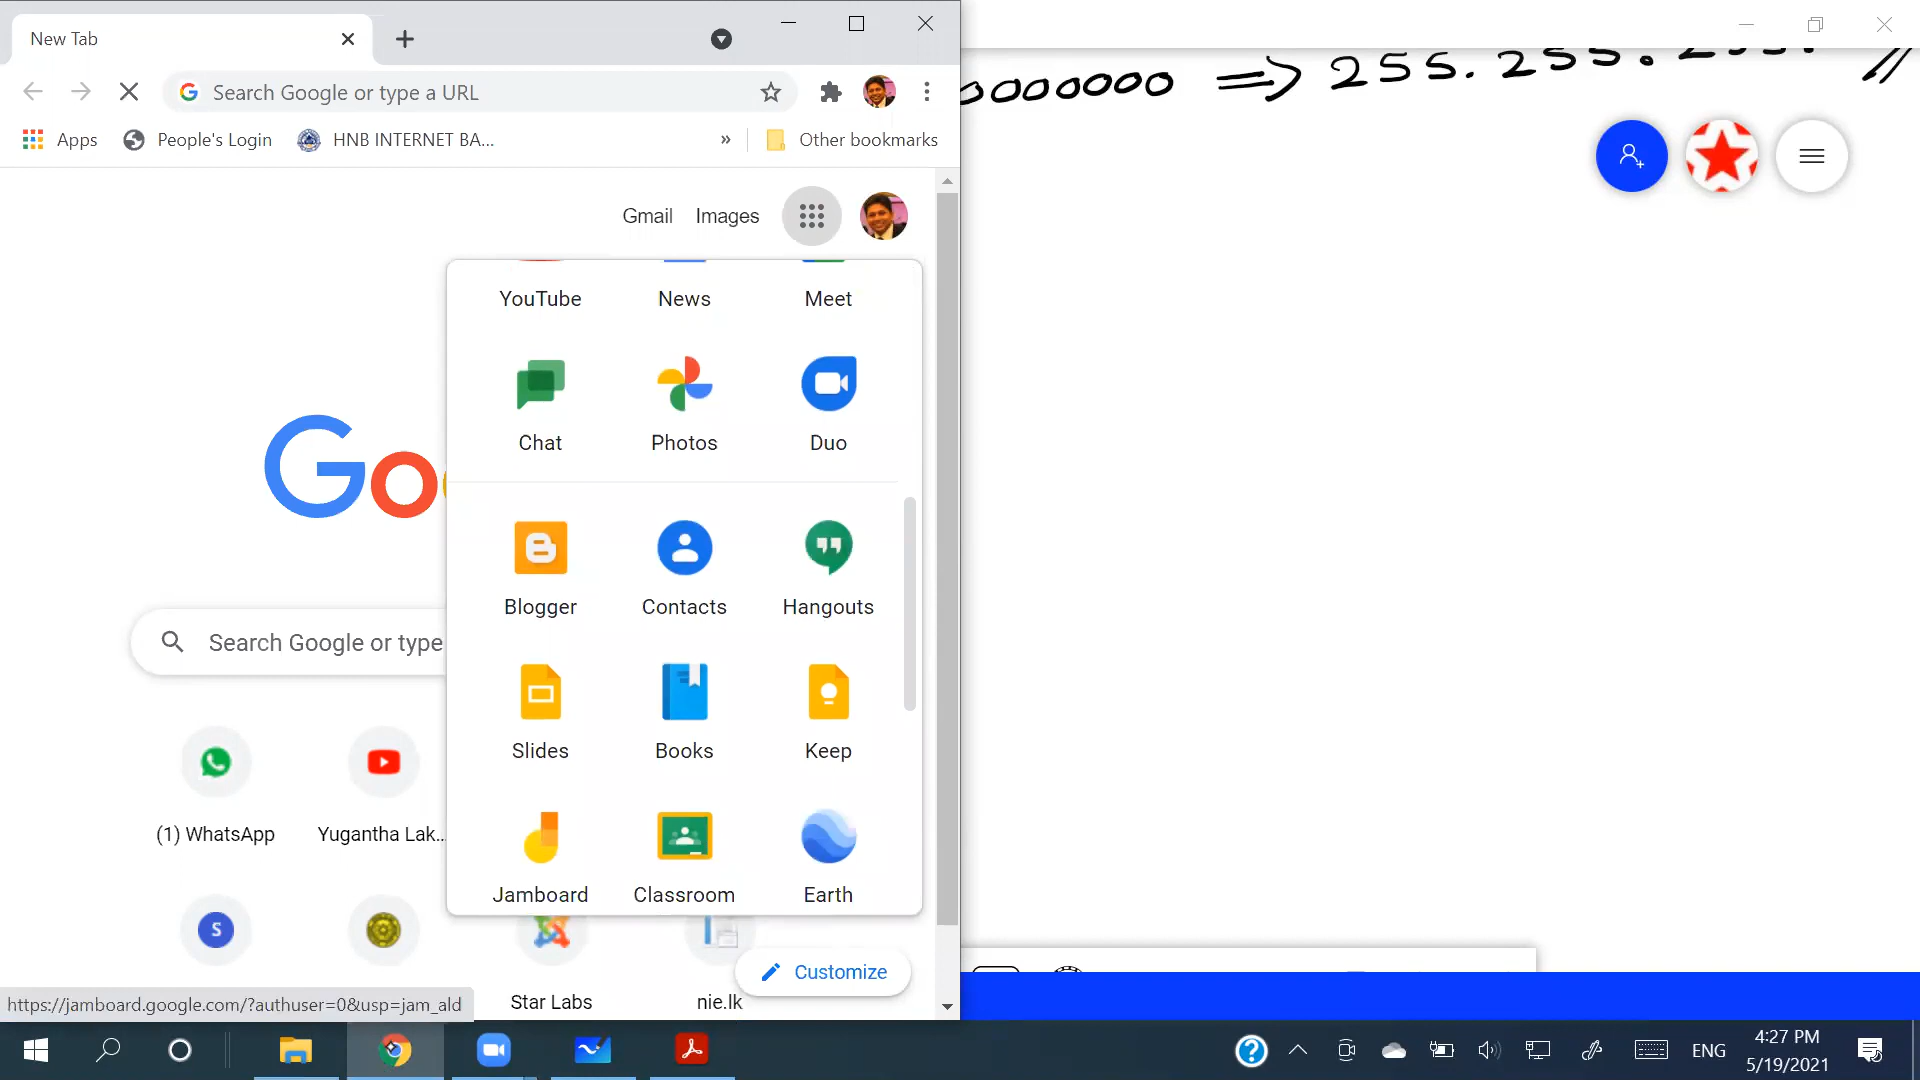 New Tab
Search Google or type a URL
Apps
People's Login
HNB INTERNET BA...
»
Other bookmarks
Gmail
Images
YouTube
News
Meet
Chat
Photos
Duo
Blogger
Contacts
Hangouts
Slides
Books
Keep
Jamboard
Classroom
Earth
Goo
Search Google or type
(1) WhatsApp
Yugantha Lak...
S
Star Labs
nie.lk
Customize
https://jamboard.google.com/?authuser=0&usp=jam_ald
00000000 => 255.255.255.
ENG
4:27 PM
5/19/2021